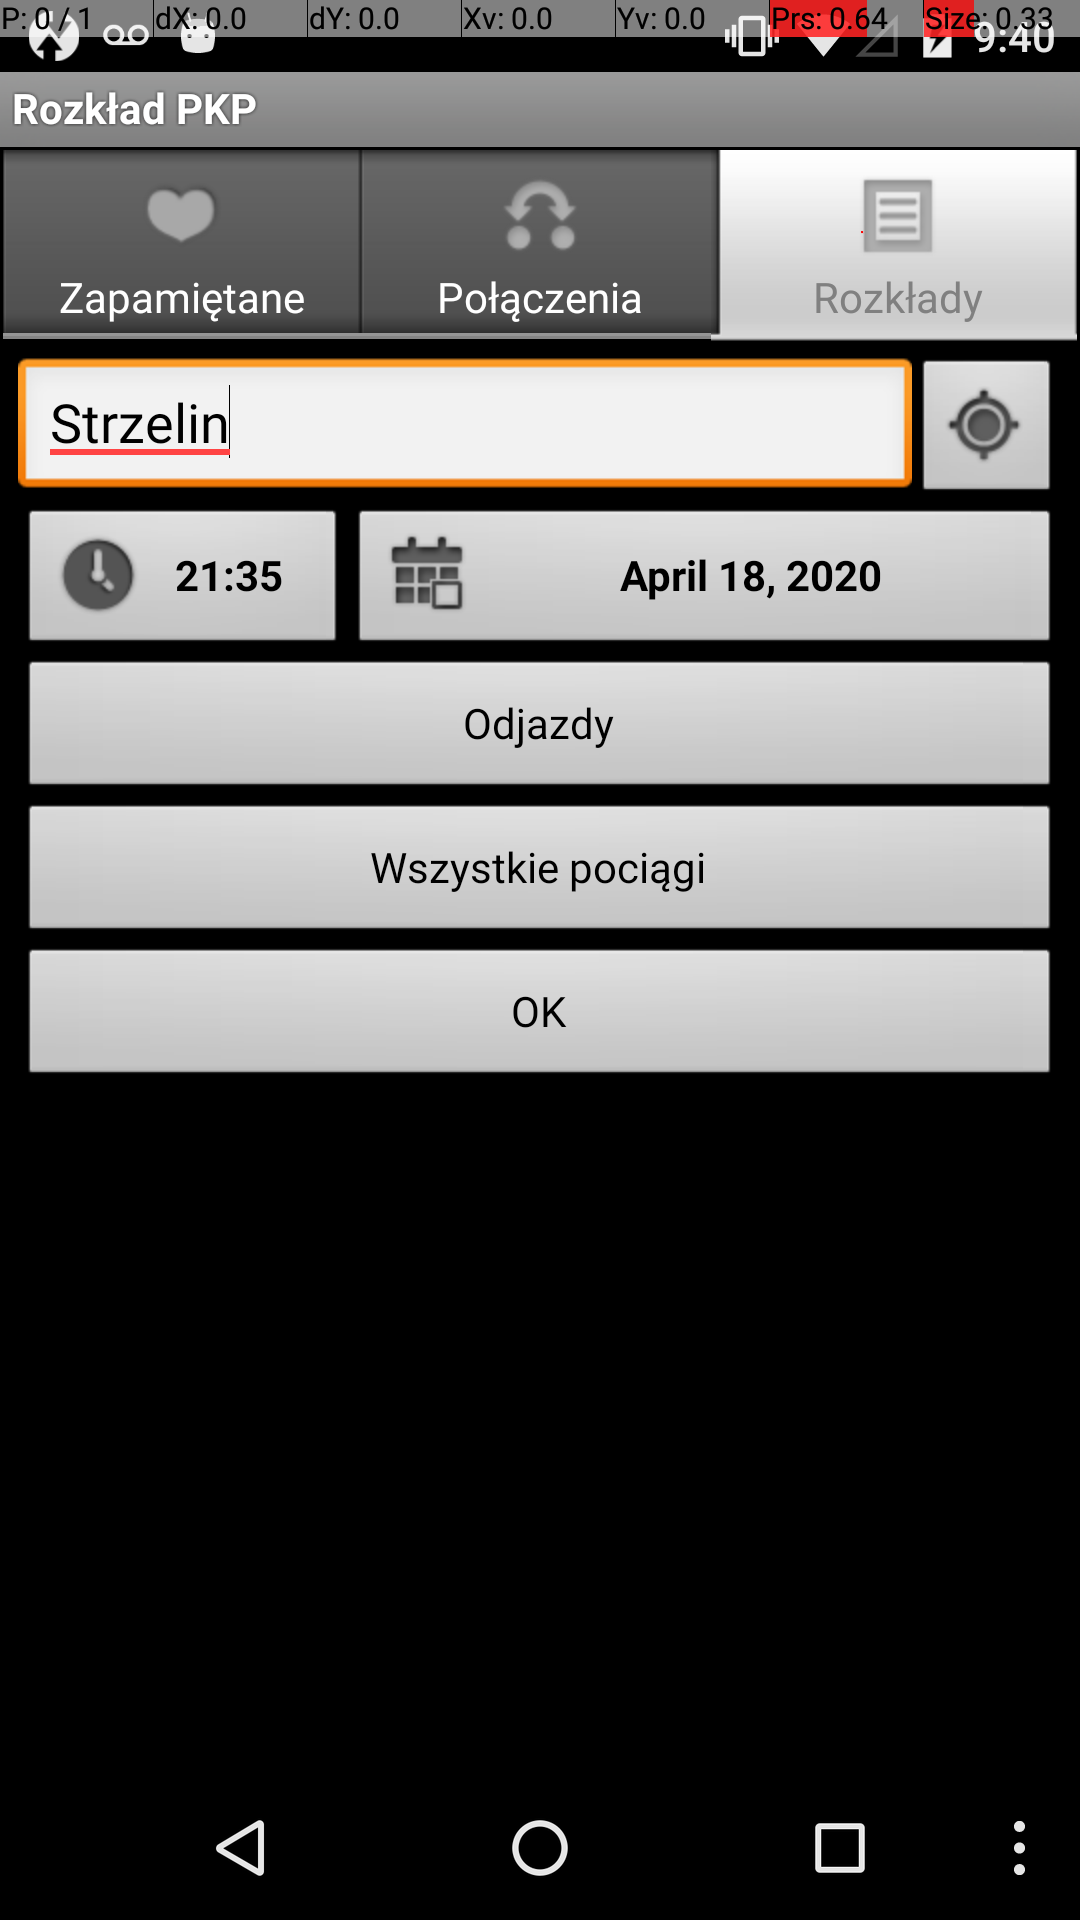 P: 0 / 1 dX: 0.0 dY: 0.0 Xv: 0.0 Yv: 0.0 Prs: 0.64 Size: 0.33
9:40
Rozkład PKP
Zapamiętane Połączenia Rozkłady
Strzelin
21:35 April 18, 2020
Odjazdy
Wszystkie pociągi
OK